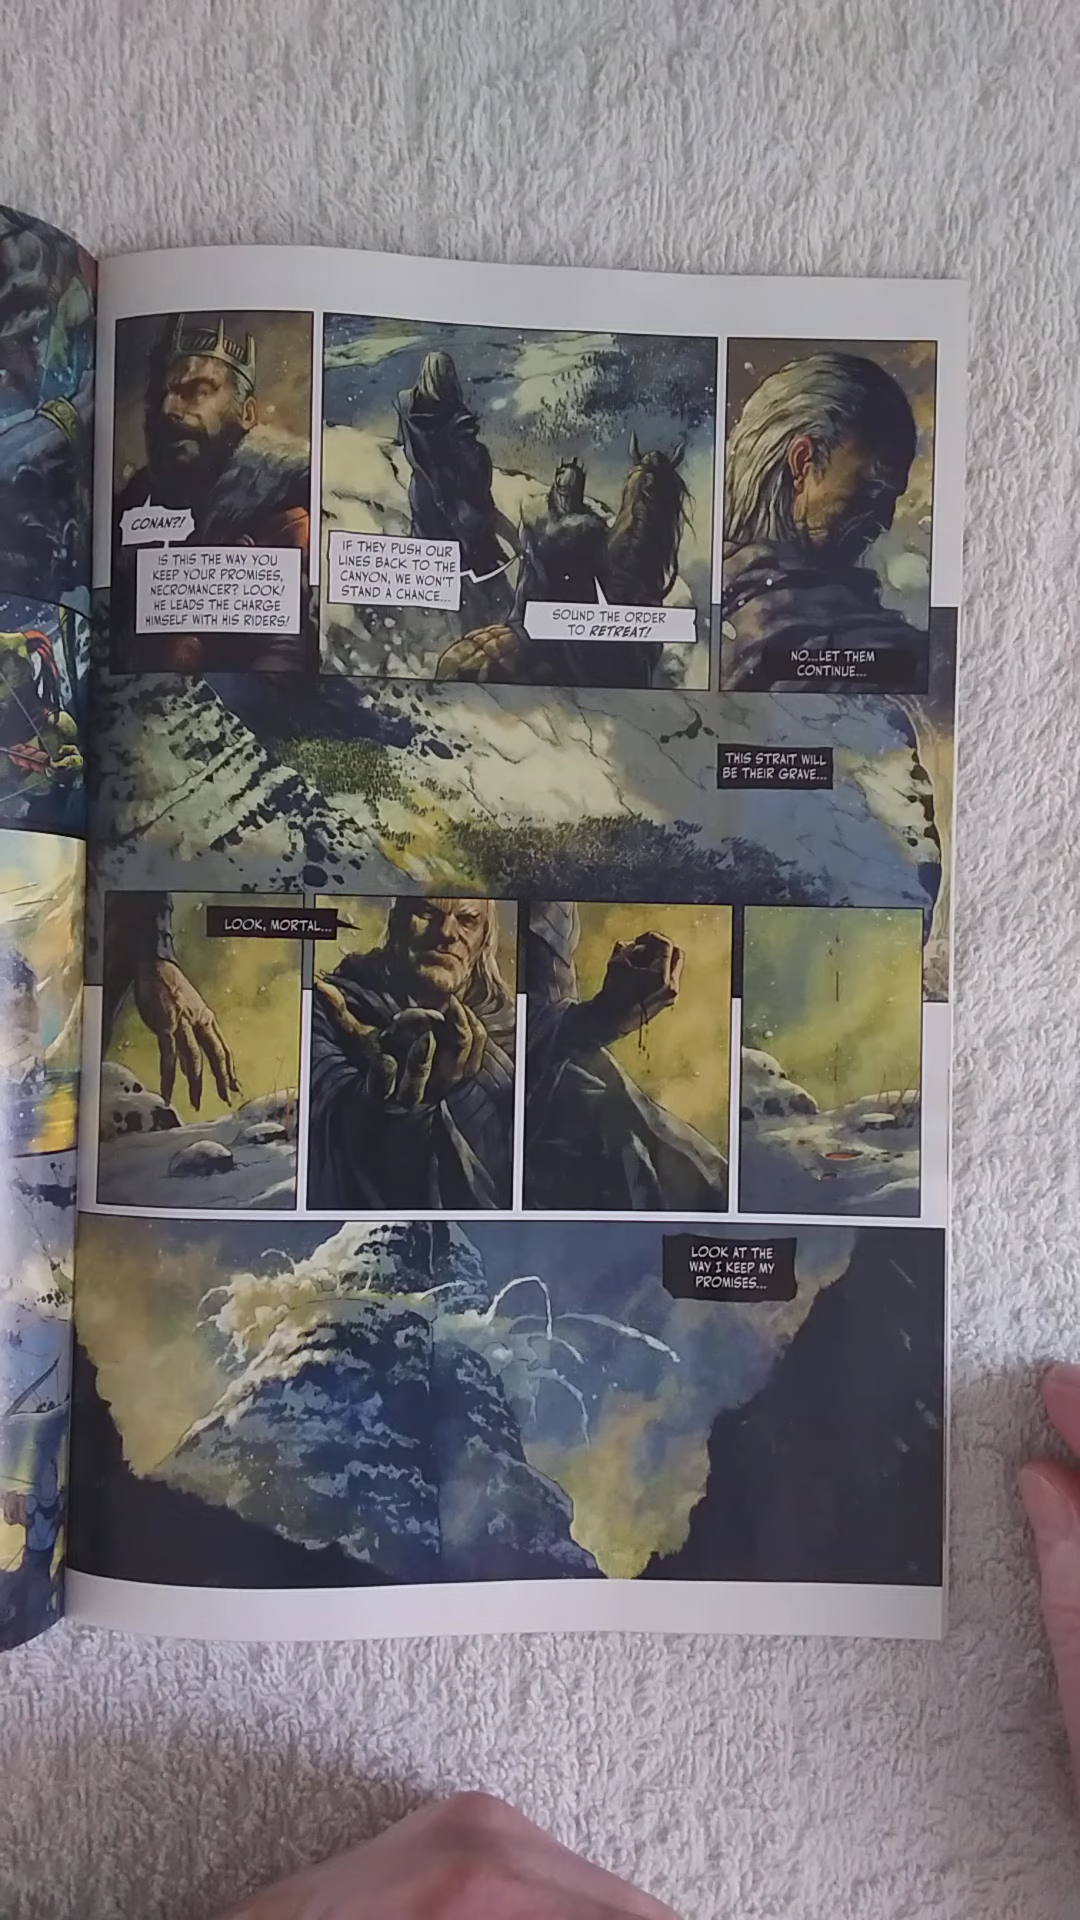 CONAN?!
IS THIS THE WAY YOU
KEEP YOUR PROMISES,
NECROMANCER? LOOK!
HE LEADS THE CHARGE
HIMSELF WITH HIS RIDERS!
IF THEY PUSH OUR
LINES BACK TO THE
CANYON, WE WON'T
STAND A CHANCE...
SOUND THE ORDER
TO RETREAT!
NO...LET THEM
CONTINUE...
THIS STRAIT WILL
BE THEIR GRAVE...
LOOK, MORTAL...
LOOK AT THE
WAY I KEEP MY
PROMISES...